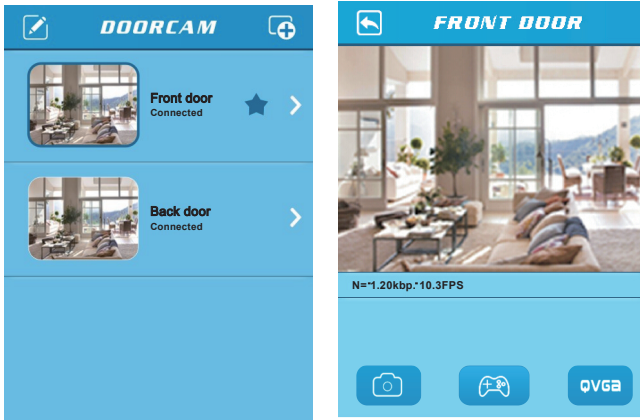 DOORCAM
Front door
Connected
Back door
Connected
FRONT DOOR
N="1.20kbp."10.3FPS
QVGa